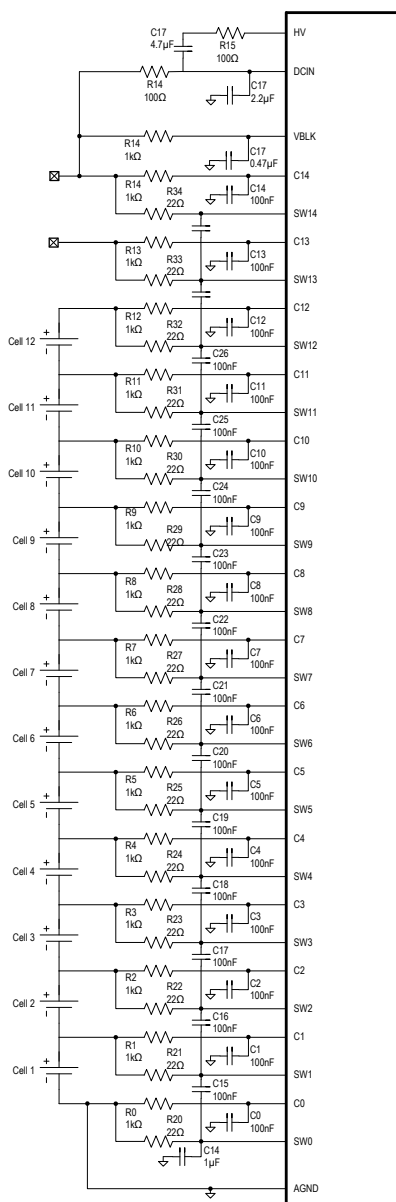 C17
4.7µF
R15
100Ω
HV
R14
100Ω
DCIN
C17
2.2µF
R14
1kΩ
VBLK
C17
0.47µF
R14
1kΩ
C14
C14
100nF
R34
22Ω
SW14
R13
1kΩ
C13
C13
100nF
R33
22Ω
SW13
R12
1kΩ
C12
C12
100nF
R32
22Ω
SW12
Cell 12
+
-
C26
100nF
R11
1kΩ
C11
C11
100nF
R31
22Ω
SW11
Cell 11
+
-
C25
100nF
R10
1kΩ
C10
C10
100nF
R30
22Ω
SW10
Cell 10
+
-
C24
100nF
R9
1kΩ
C9
C9
100nF
R29
22Ω
SW9
Cell 9
+
-
C23
100nF
R8
1kΩ
C8
C8
100nF
R28
22Ω
SW8
Cell 8
+
-
C22
100nF
R7
1kΩ
C7
C7
100nF
R27
22Ω
SW7
Cell 7
+
-
C21
100nF
R6
1kΩ
C6
C6
100nF
R26
22Ω
SW6
Cell 6
+
-
C20
100nF
R5
1kΩ
C5
C5
100nF
R25
22Ω
SW5
Cell 5
+
-
C19
100nF
R4
1kΩ
C4
C4
100nF
R24
22Ω
SW4
Cell 4
+
-
C18
100nF
R3
1kΩ
C3
C3
100nF
R23
22Ω
SW3
Cell 3
+
-
C17
100nF
R2
1kΩ
C2
C2
100nF
R22
22Ω
SW2
Cell 2
+
-
C16
100nF
R1
1kΩ
C1
C1
100nF
R21
22Ω
SW1
Cell 1
+
-
C15
100nF
R0
1kΩ
C0
C0
100nF
R20
22Ω
SW0
C14
1µF
AGND